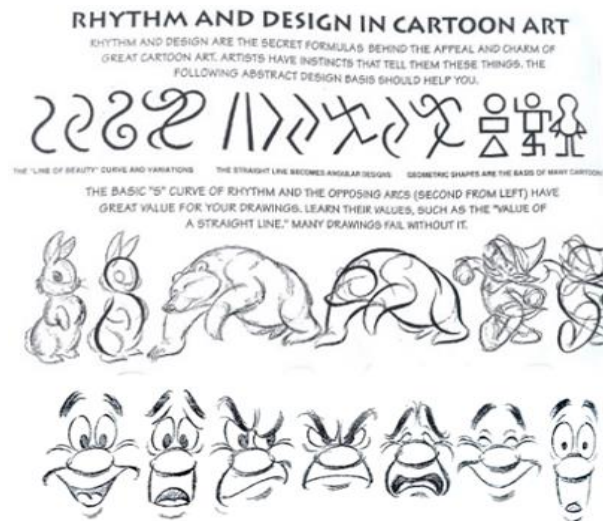 RHYTHM AND DESIGN IN CARTOON ART
RHYTHM AND DESIGN ARE THE SECRET FORMULAS BEHIND THE APPEAL AND CHARM OF
GREAT CARTOON ART. ARTISTS HAVE INSTINCTS THAT TELL THEM THESE THINGS. THE
FOLLOWING ABSTRACT DESIGN BASIS SHOULD HELP YOU.
THE "LINE OF BEAUTY" CURVE AND VARIATIONS
THE STRAIGHT LINE BECOMES ANGULAR DESIGNS
GEOMETRIC SHAPES ARE THE BASIS OF MANY CARTOON
THE BASIC "S" CURVE OF RHYTHM AND THE OPPOSING ARCS (SECOND FROM LEFT) HAVE
GREAT VALUE FOR YOUR DRAWINGS. LEARN THEIR VALUES, SUCH AS THE "VALUE OF
A STRAIGHT LINE." MANY DRAWINGS FAIL WITHOUT IT.